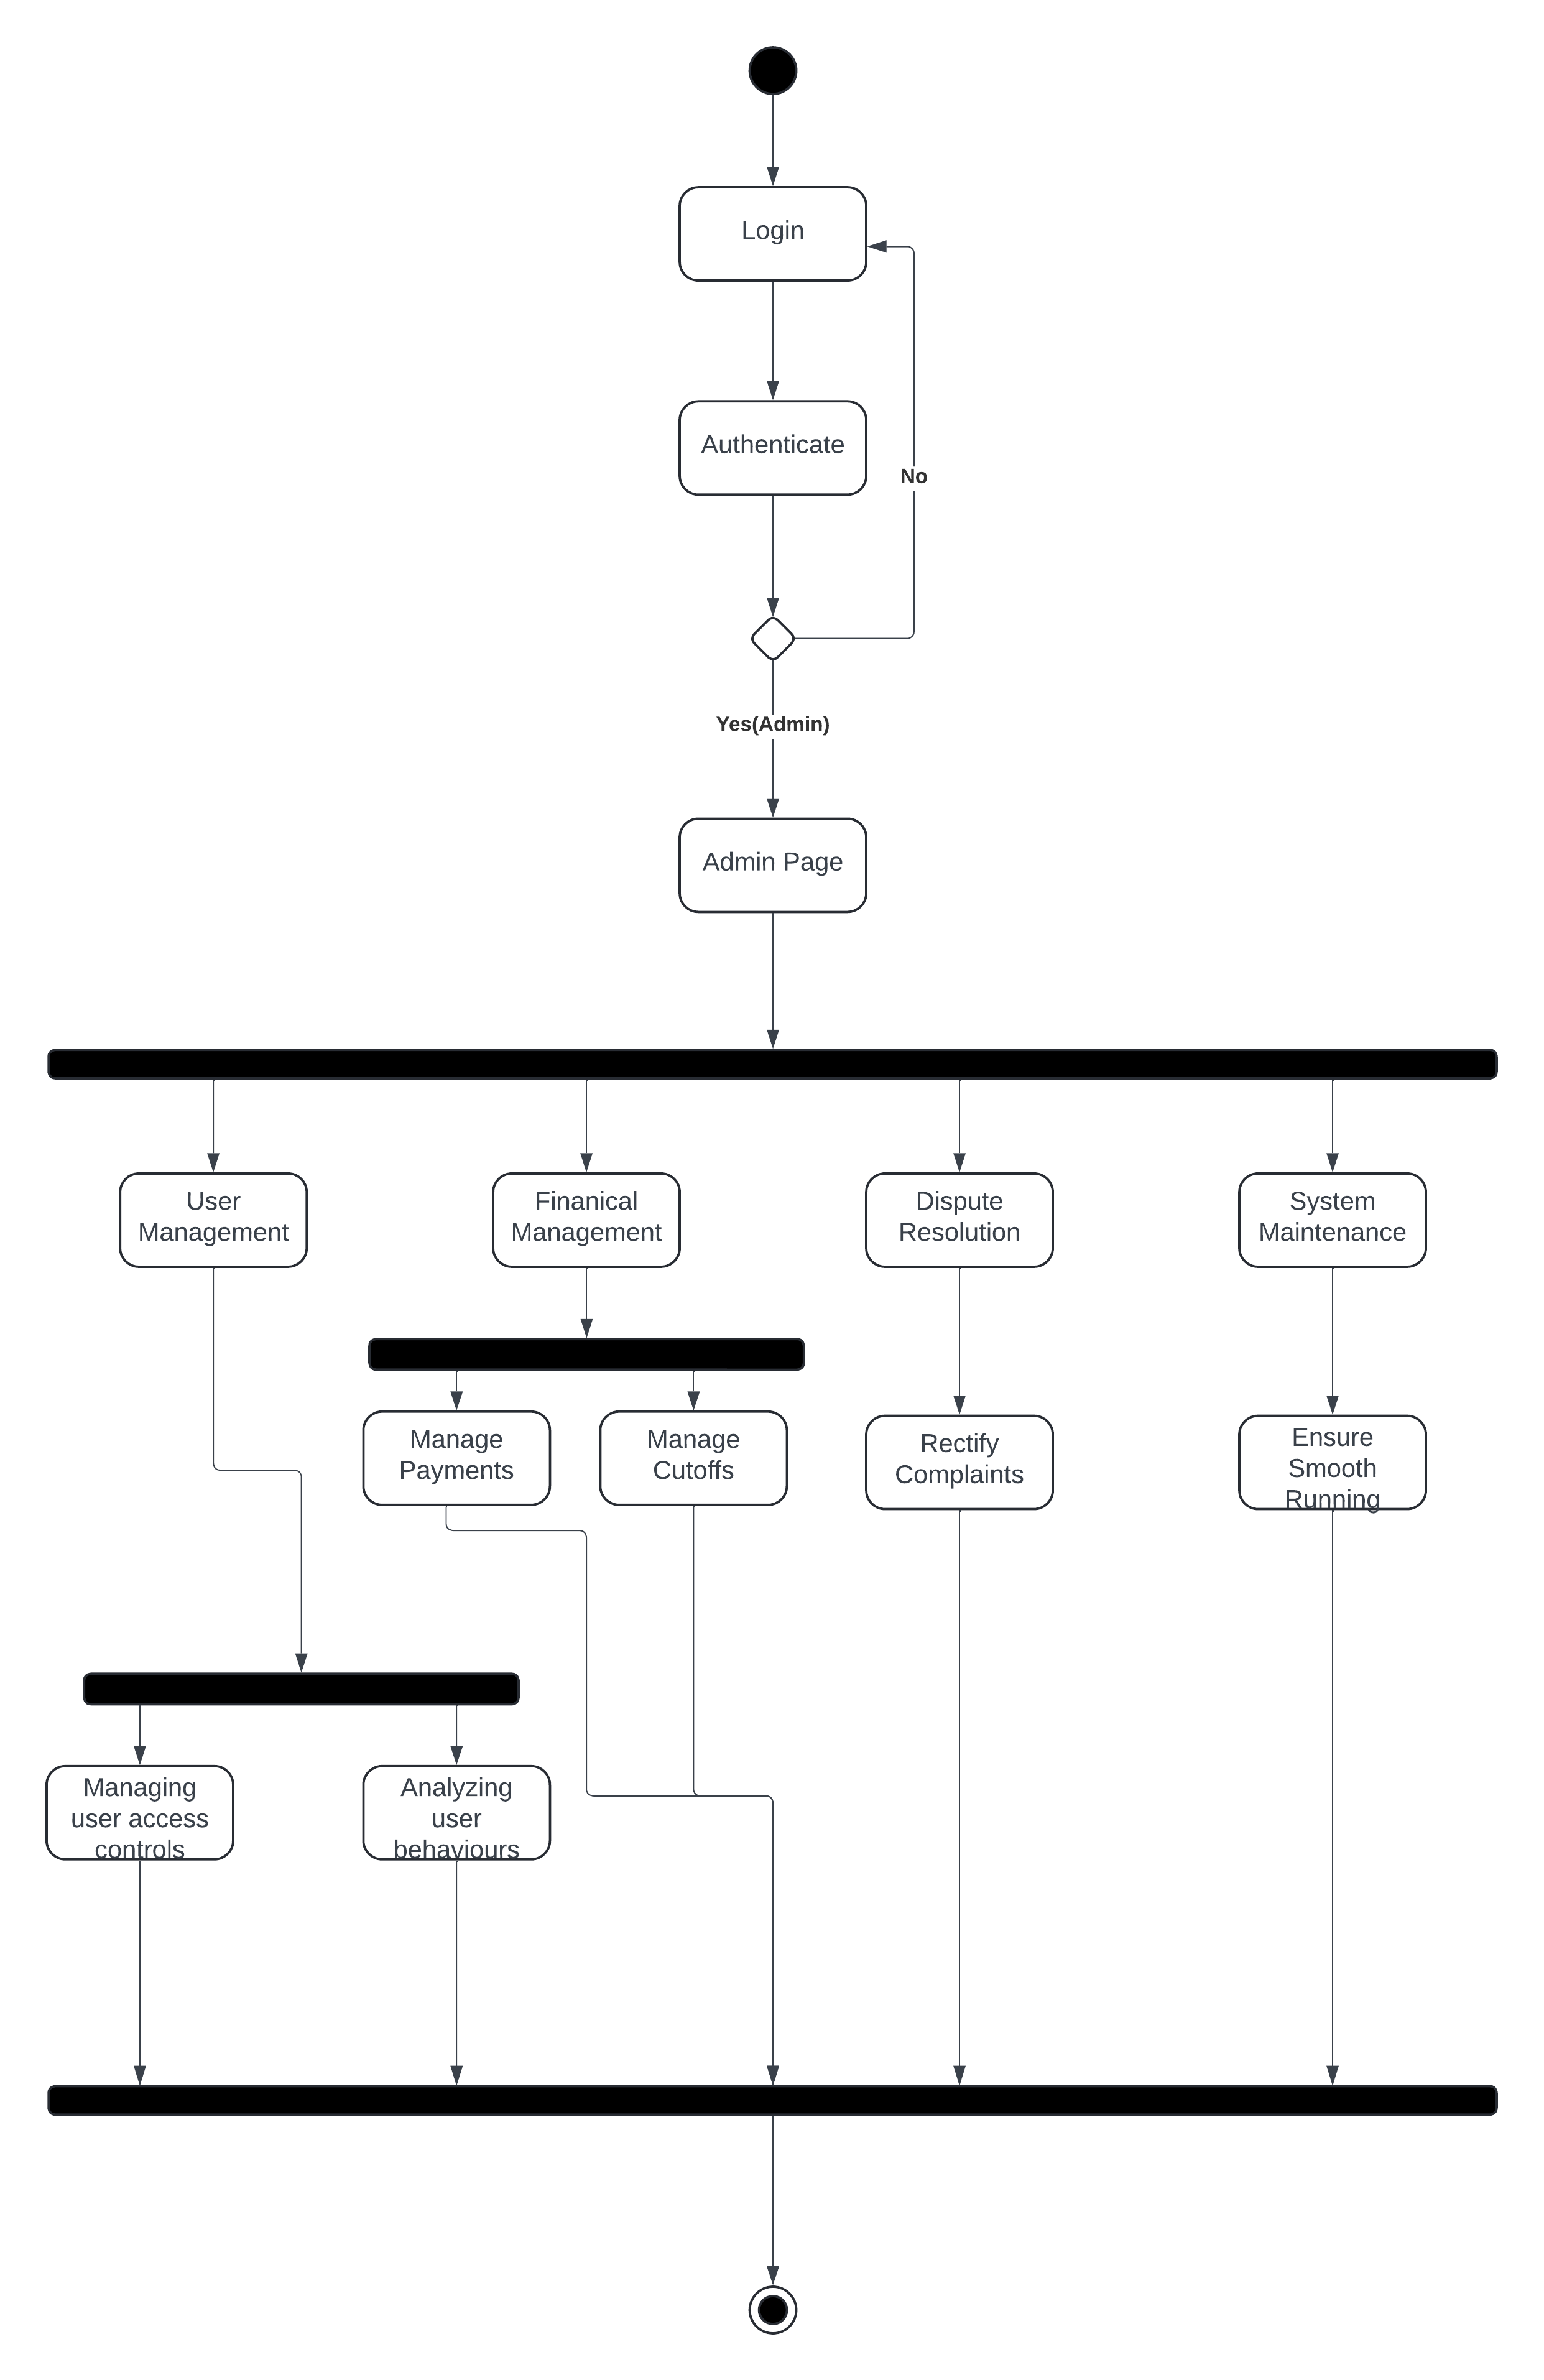 Login
Authenticate
No
Yes(Admin)
Admin Page
User
Management
Finanical
Management
Dispute
Resolution
System
Maintenance
Manage
Payments
Manage
Cutoffs
Rectify
Complaints
Ensure
Smooth
Running
Managing
user access
controls
Analyzing
user
behaviours